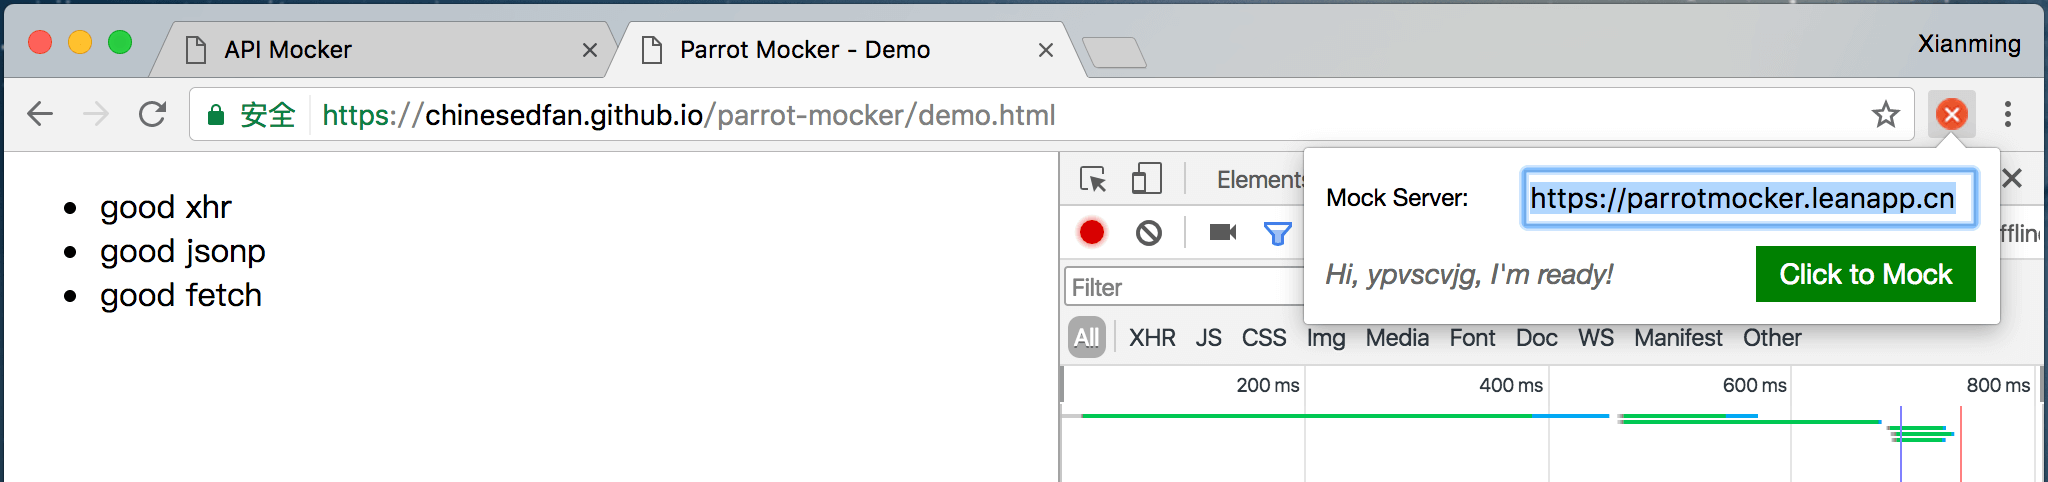 API Mocker
Parrot Mocker - Demo
Xianming
安全 https://chinesedfan.github.io/parrot-mocker/demo.html
good xhr
good jsonp
good fetch
Elements
Mock Server: https://parrotmocker.leanapp.cn
Hi, ypvscvjg, I'm ready! Click to Mock
Filter
All XHR JS CSS Img Media Font Doc WS Manifest Other
200 ms 400 ms 600 ms 800 ms